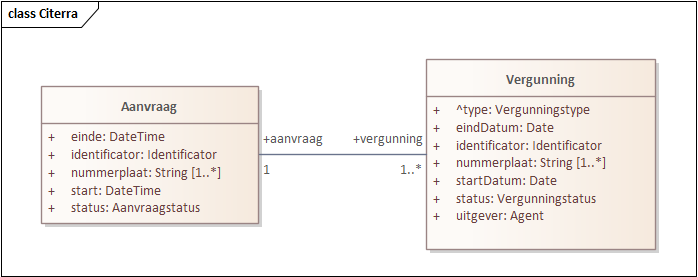 class Citerra
Aanvraag
+ einde: DateTime
+ identificator: Identificator
+ nummerplaat: String [1..*]
+ start: DateTime
+ status: Aanvraagstatus
+aanvraag
1
+vergunning
1..*
Vergunning
+ ^type: Vergunningstype
+ eindDatum: Date
+ identificator: Identificator
+ nummerplaat: String [1..*]
+ startDatum: Date
+ status: Vergunningstatus
+ uitgever: Agent